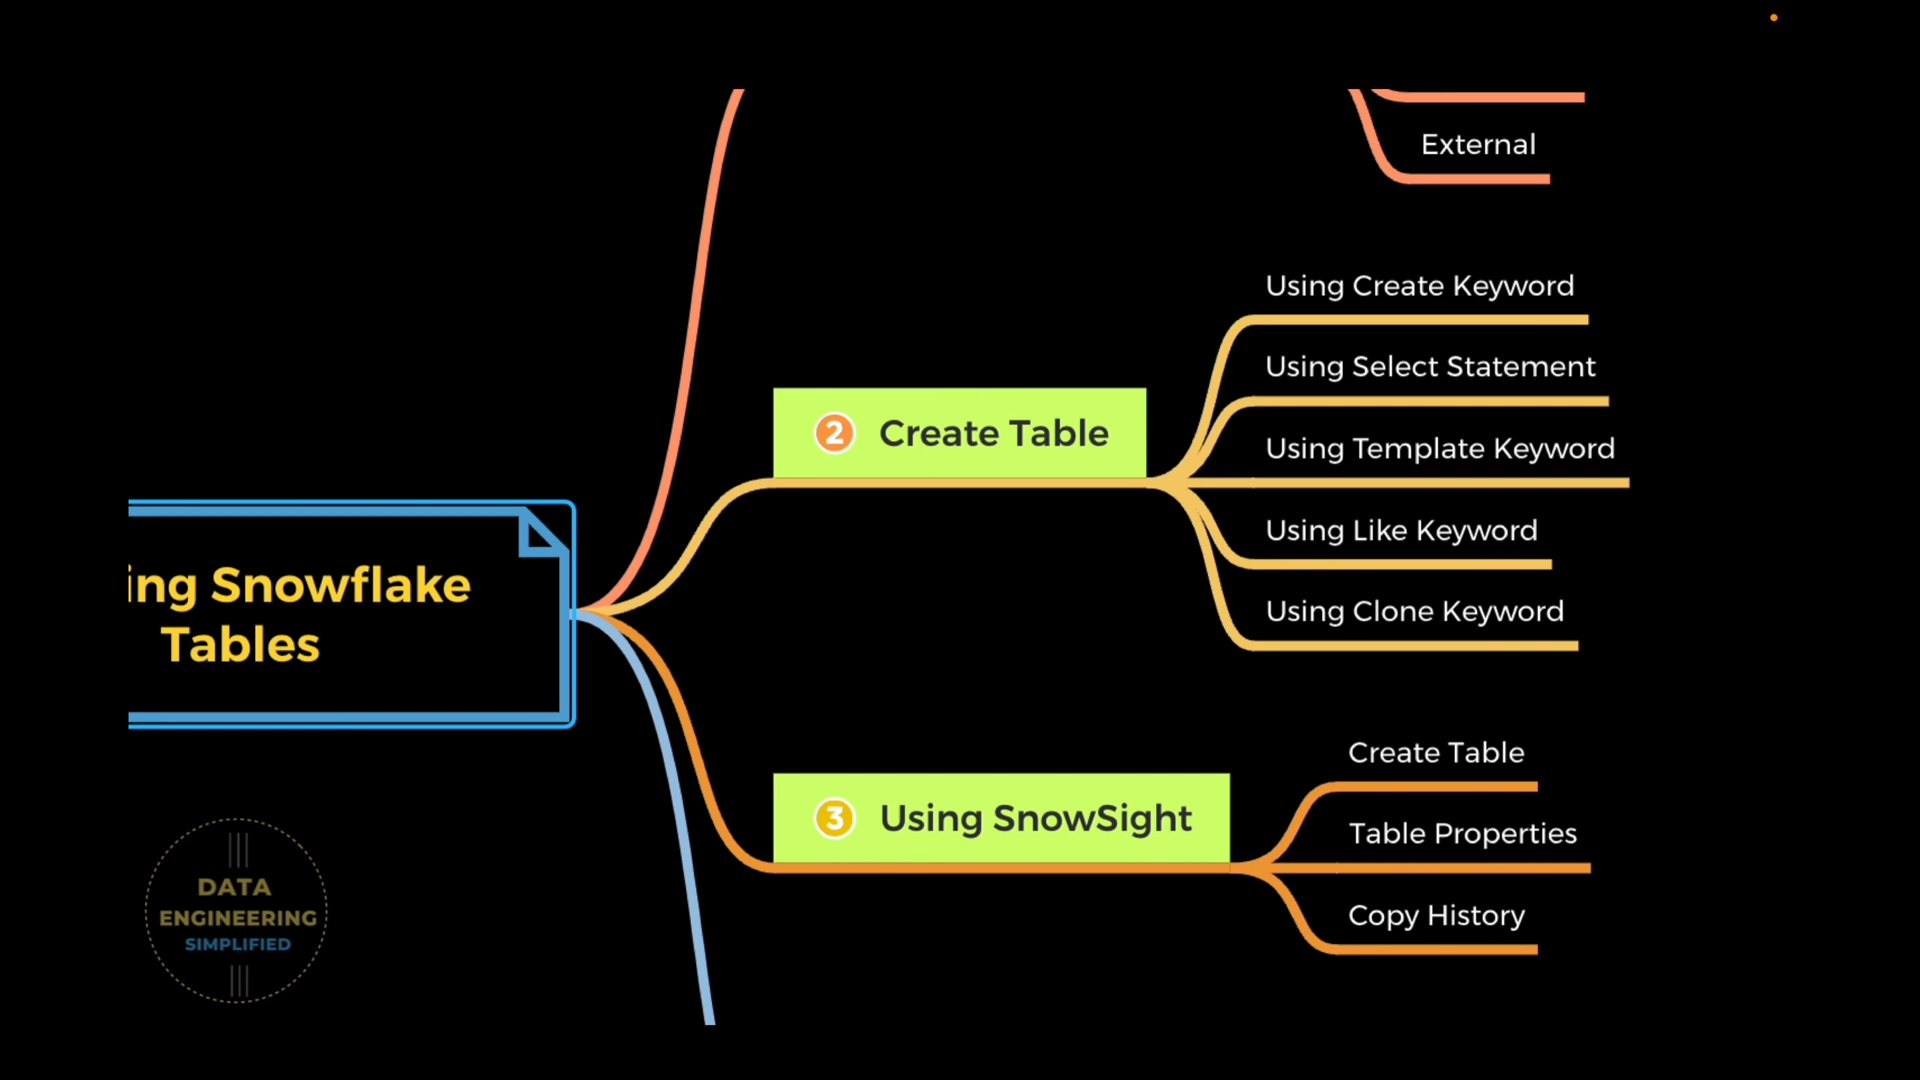 External
Using Create Keyword
Using Select Statement
2 Create Table
Using Template Keyword
Using Like Keyword
Using Clone Keyword
ing Snowflake
Tables
Create Table
3 Using SnowSight
Table Properties
Copy History
DATA
ENGINEERING
SIMPLIFIED